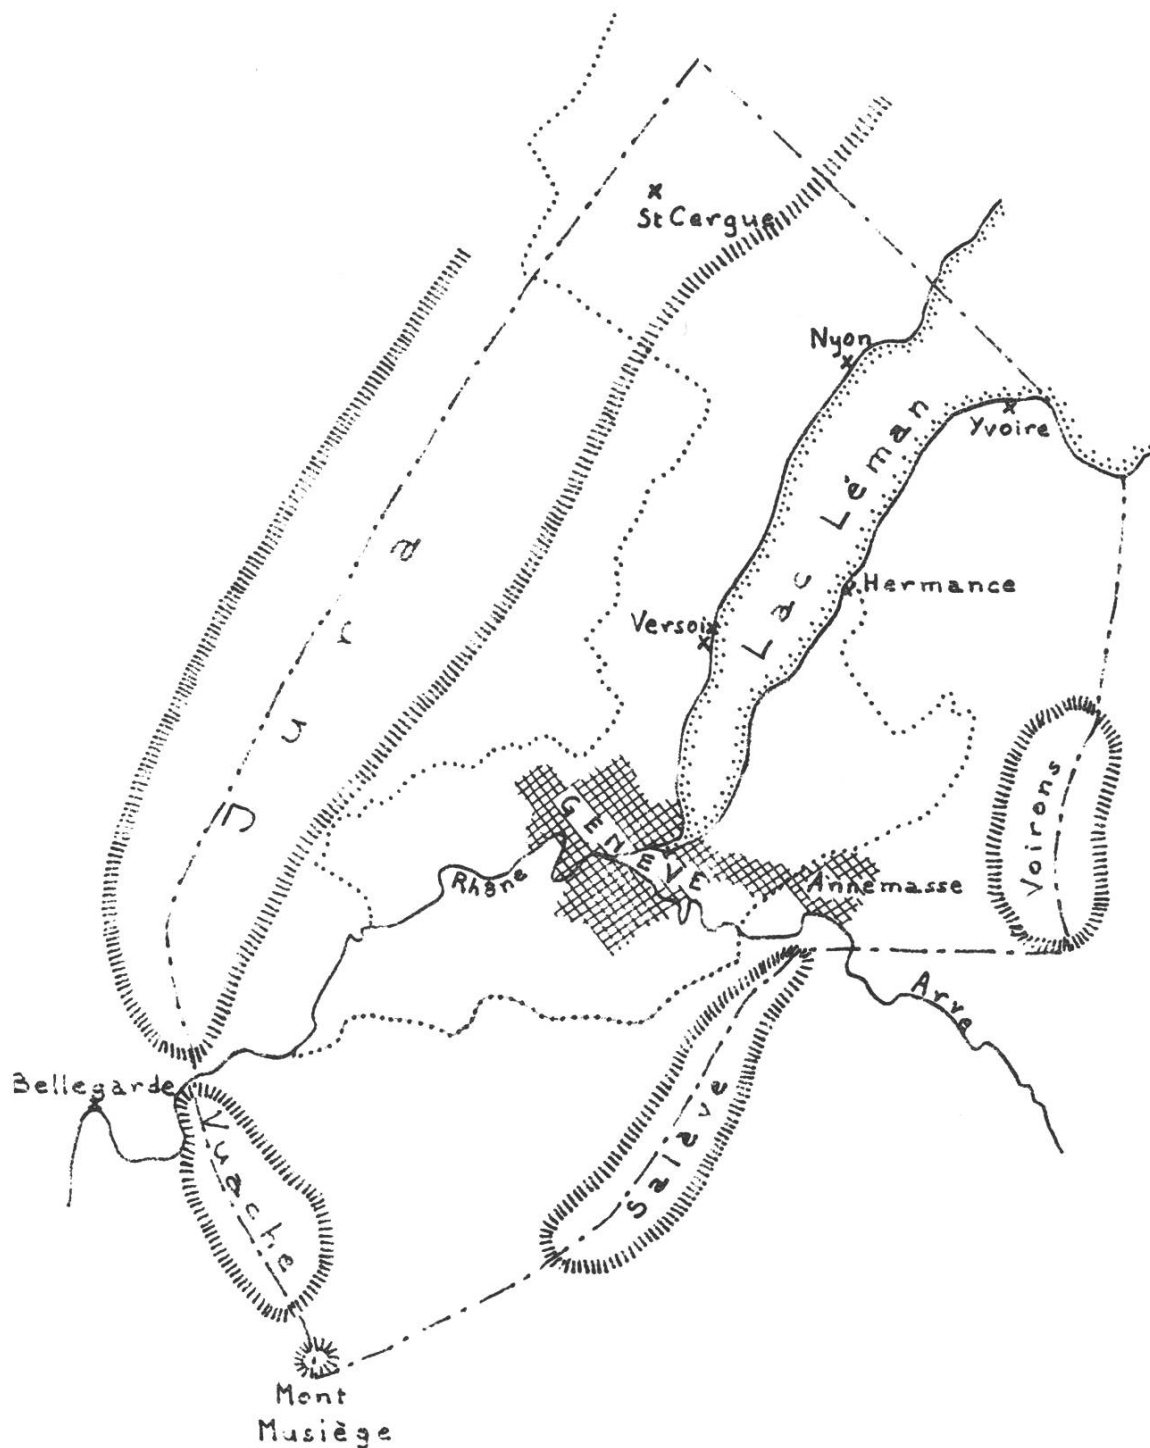 St Cergue
Nyon
Yvoire
Lac Léman
Jura
Hermance
Versoix
GENEVE
Rhône
Annemasse
Voirons
Arve
Bellegarde
Vuache
Salève
Mont
Musiège